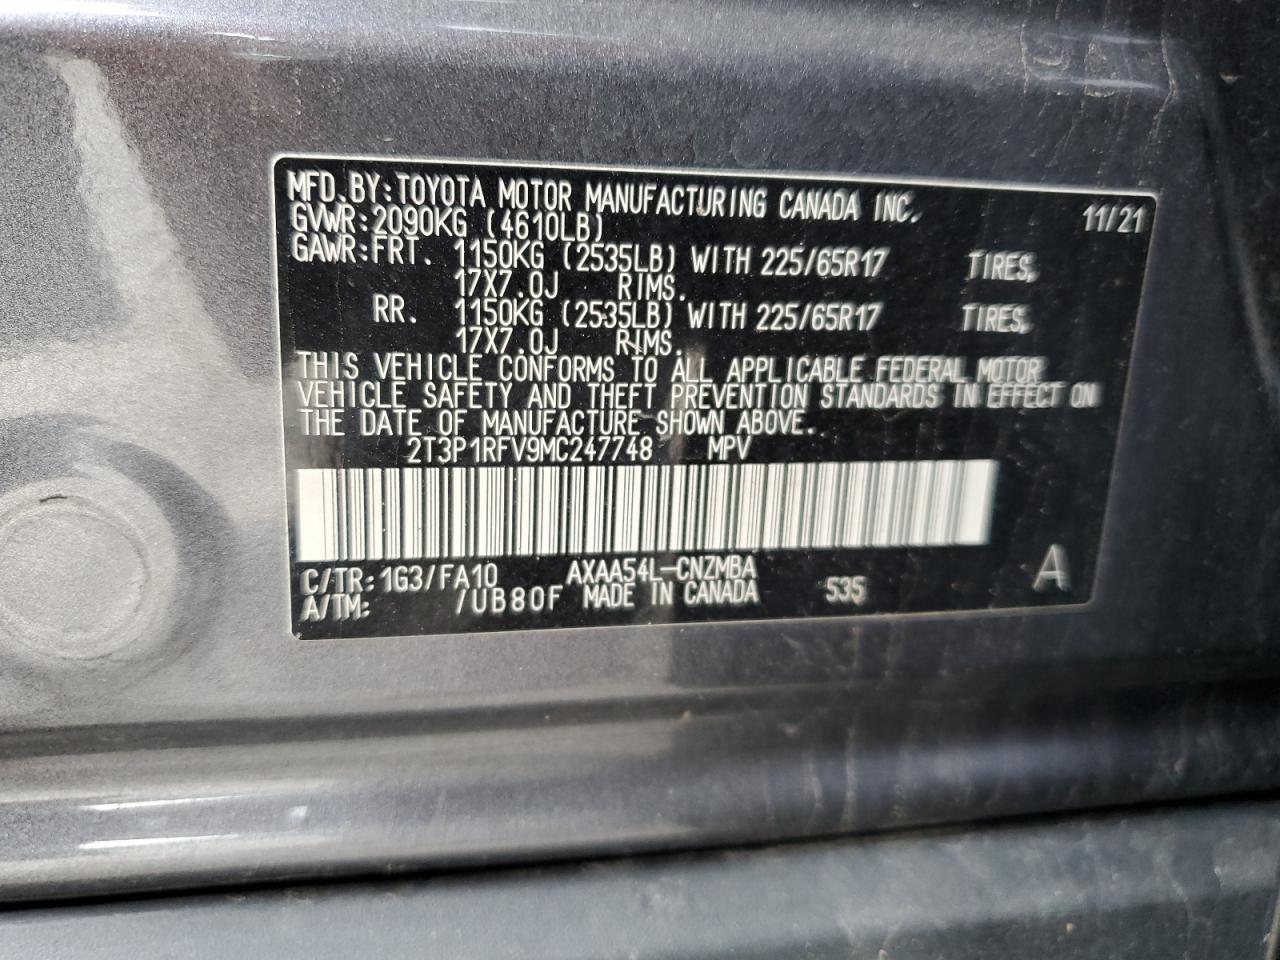 MFD.BY:TOYOTA MOTOR MANUFACTURING CANADA INC. 11/21
GVWR:2090KG (4610LB)
GAWR:FRT. 1150KG (2535LB) WITH 225/65R17 TIRES,
17X7.0J RIMS.
RR. 1150KG (2535LB) WITH 225/65R17 TIRES,
17X7.0J RIMS.
THIS VEHICLE CONFORMS TO ALL APPLICABLE FEDERAL MOTOR
VEHICLE SAFETY AND THEFT PREVENTION STANDARDS IN EFFECT ON
THE DATE OF MANUFACTURE SHOWN ABOVE.
2T3P1RFV9MC247748 MPV
C/TR:1G3/FA10 AXAA54L-CNZMBA
A/TM: /UB80F MADE IN CANADA 535 A